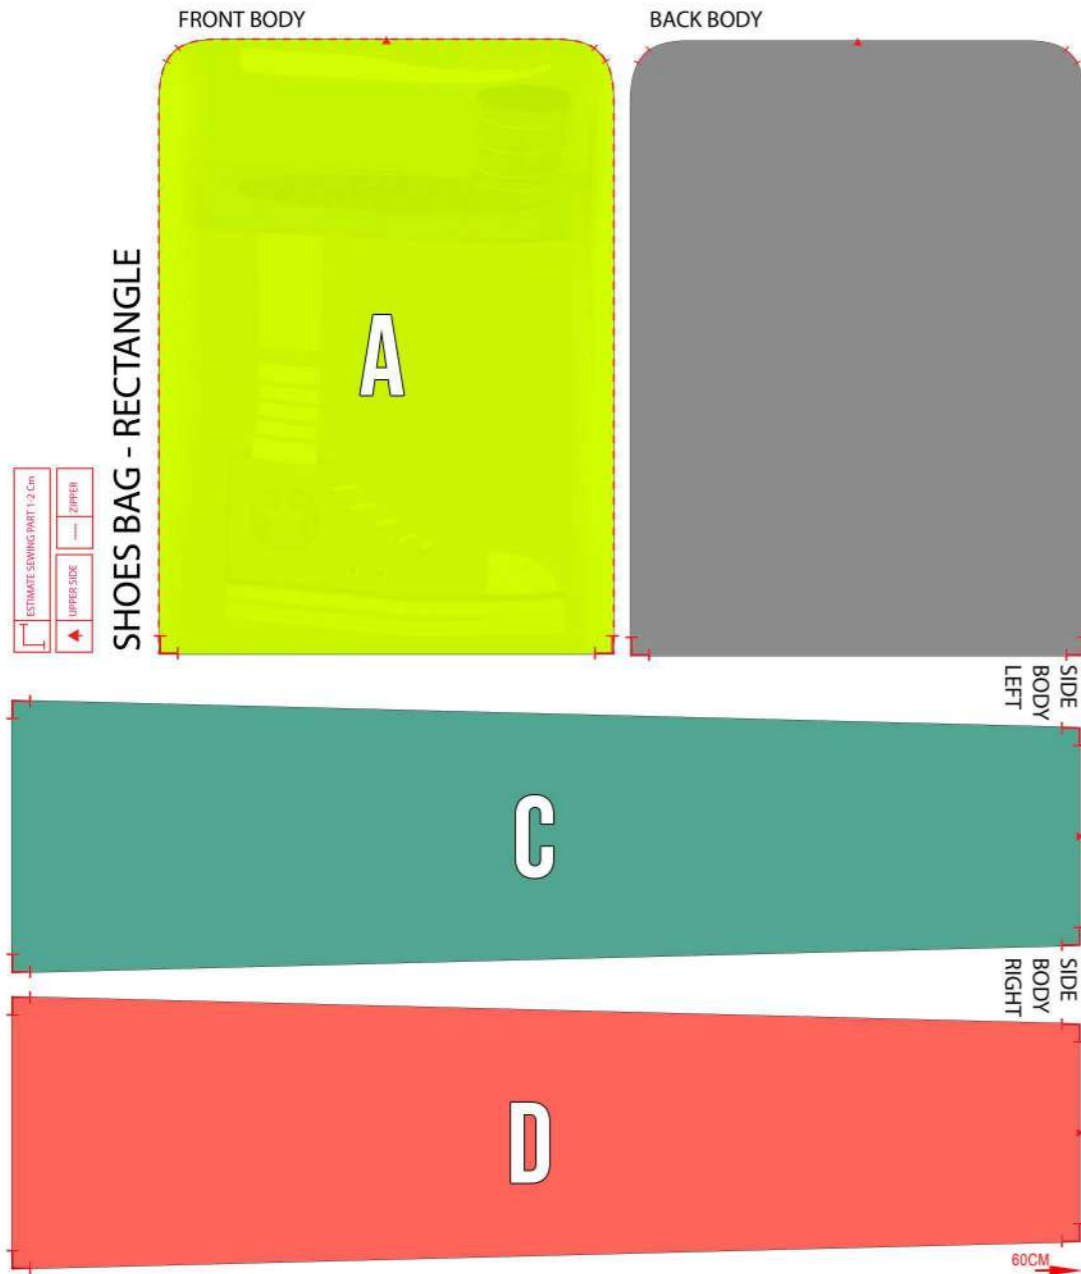 FRONT BODY
BACK BODY
SHOES BAG - RECTANGLE
ESTIMATE SEWING PART 1-2 Cm
UPPER SIDE
ZIPPER
A
SIDE
BODY
LEFT
C
SIDE
BODY
RIGHT
D
60CM